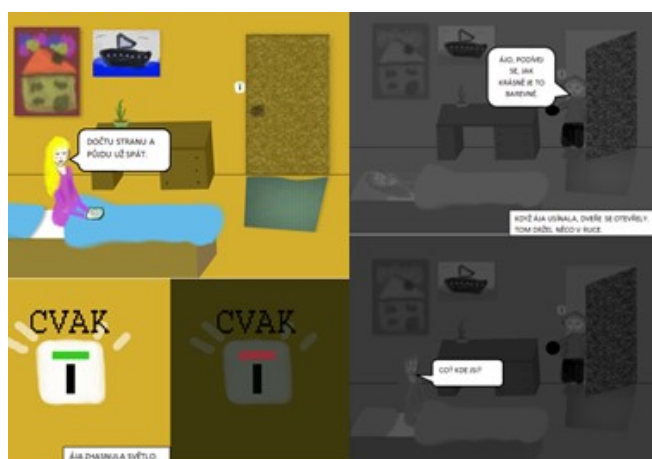 DOČTU STRANU A
PŮJDU UŽ SPÁT.
CVAK
CVAK
ÁJA ZHASNULA SVĚTLO.
ÁJO, PODÍVEJ
SE, JAK
KRÁSNĚ JE TO
BAREVNĚ.
KDYŽ ÁJA USÍNALA, DVEŘE SE OTEVŘELY.
TOM DRŽEL NĚCO V RUCE.
CO? KDE JSI?